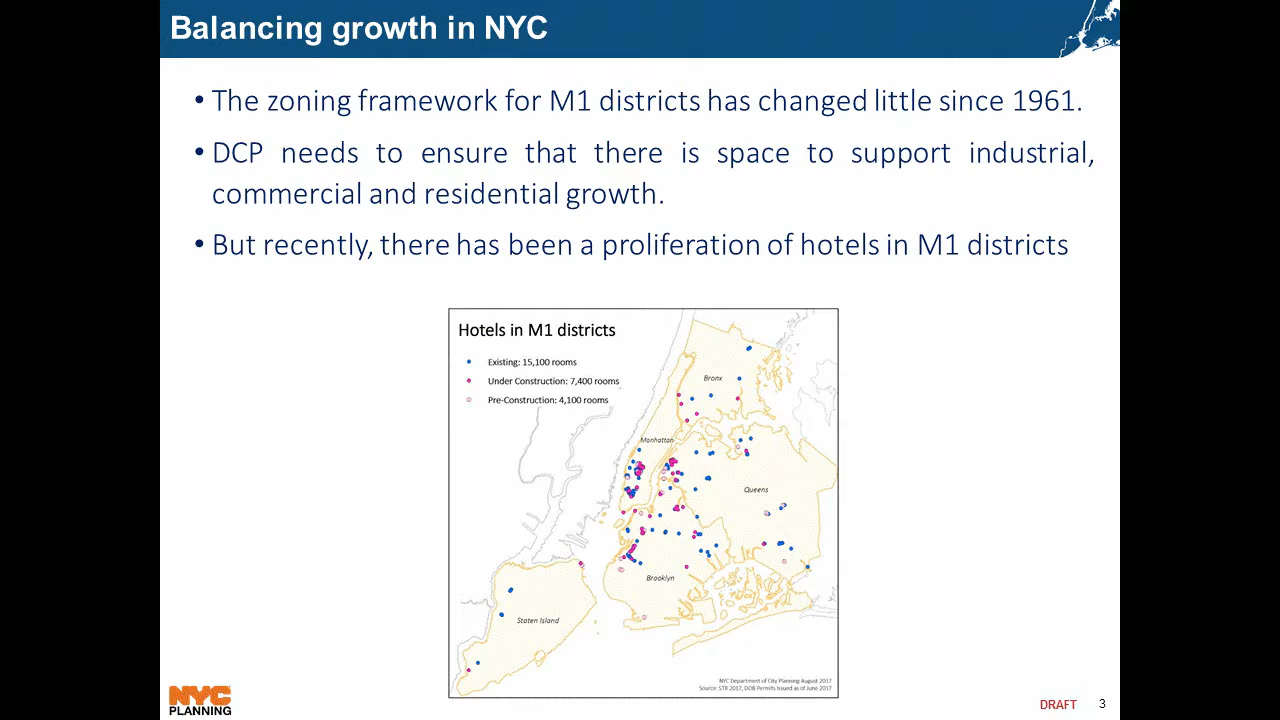 Balancing growth in NYC
• The zoning framework for M1 districts has changed little since 1961.
• DCP needs to ensure that there is space to support industrial,
commercial and residential growth.
• But recently, there has been a proliferation of hotels in M1 districts
Hotels in M1 districts
Existing: 15,100 rooms
Under Construction: 7,400 rooms
Pre-Construction: 4,100 rooms
Bronx
Manhattan
Queens
Brooklyn
Staten Island
NYC Department of City Planning August 2017
Source: STR 2017, DOB Permits Issued as of June 2017
NYC
PLANNING
DRAFT 3